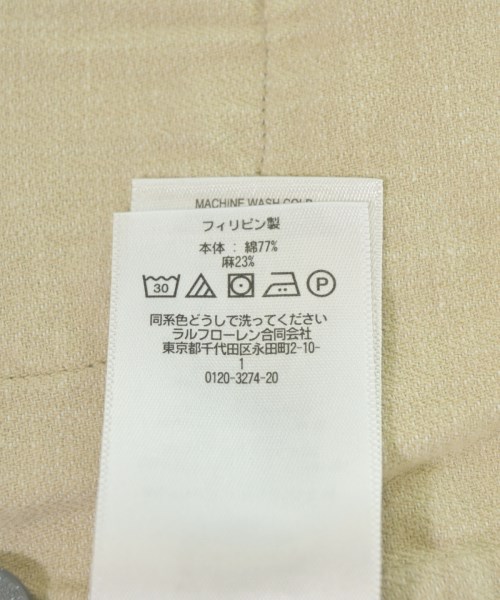 MACHINE WASH COLD
フィリピン製
本体 : 綿77%
麻23%
30 P
同系色どうしで洗ってください
ラルフローレン合同会社
東京都千代田区永田町2-10-
1
0120-3274-20